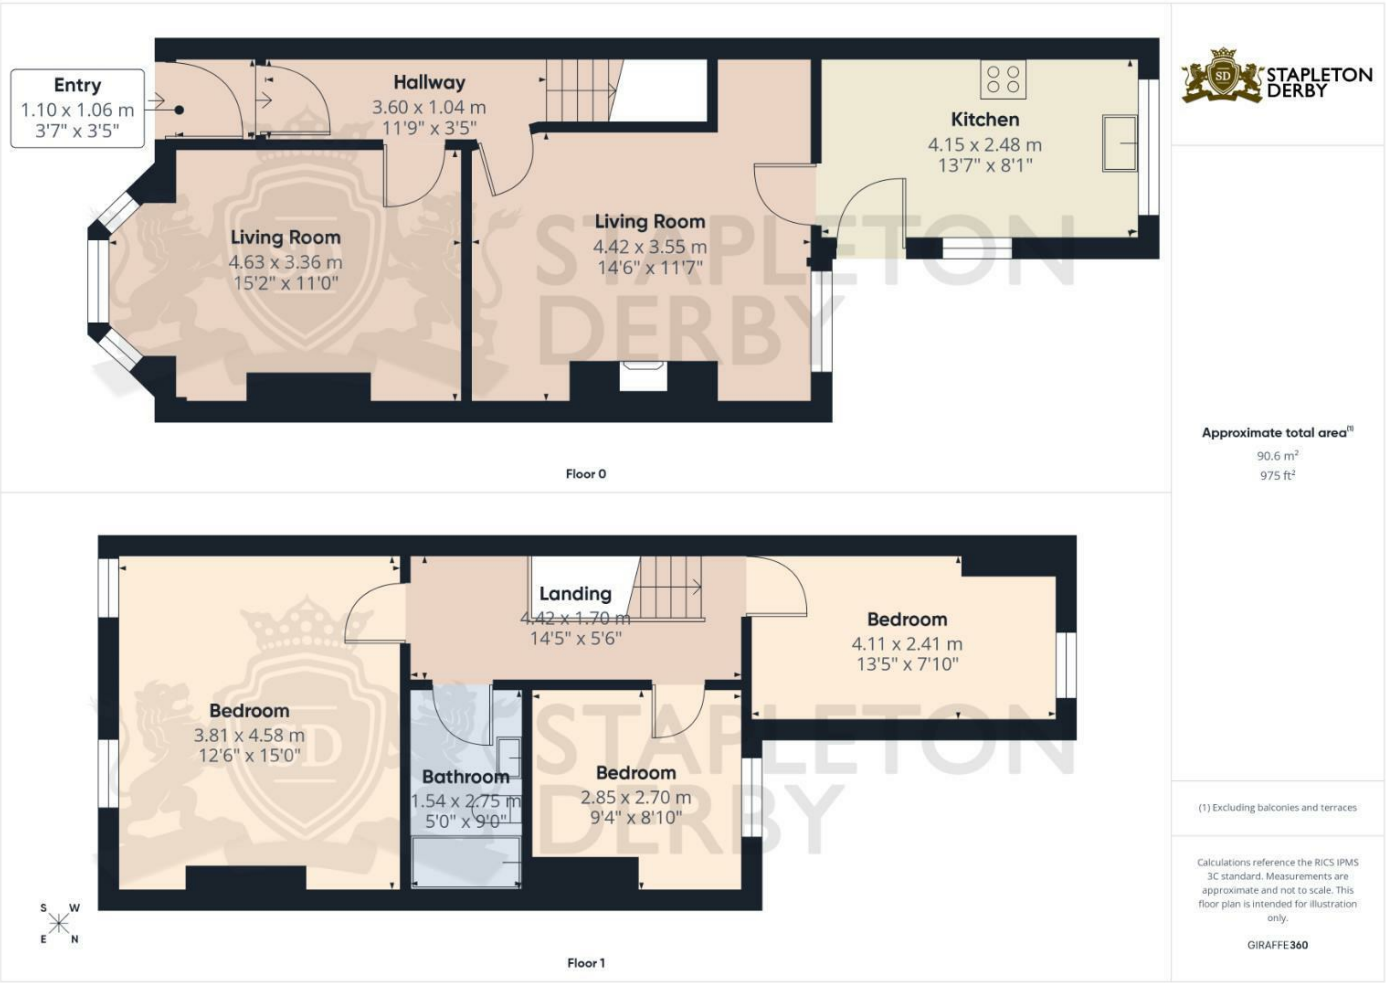 Entry
1.10 x 1.06 m
3'7" x 3'5"
Hallway
3.60 x 1.04 m
11'9" x 3'5"
Kitchen
4.15 x 2.48 m
13'7" x 8'1"
Living Room
4.63 x 3.36 m
15'2" x 11'0"
Living Room
4.42 x 3.55 m
14'6" x 11'7"
SD
STAPLETON
DERBY
Floor 0
SD
STAPLETON
DERBY
Approximate total area(1)
90.6 m²
975 ft²
Landing
4.42 x 1.70 m
14'5" x 5'6"
Bedroom
4.11 x 2.41 m
13'5" x 7'10"
Bedroom
3.81 x 4.58 m
12'6" x 15'0"
Bathroom
1.54 x 2.75 m
5'0" x 9'0"
Bedroom
2.85 x 2.70 m
9'4" x 8'10"
SD
STAPLETON
DERBY
S W
E N
Floor 1
(1) Excluding balconies and terraces
Calculations reference the RICS IPMS
3C standard. Measurements are
approximate and not to scale. This
floor plan is intended for illustration
only.
GIRAFFE360